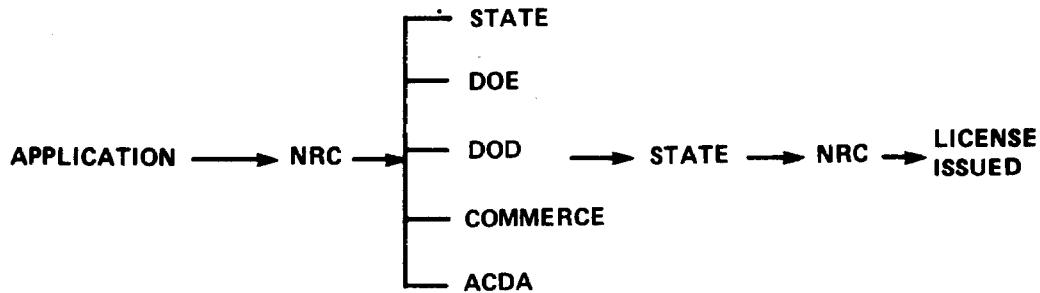 STATE
DOE
APPLICATION
NRC
DOD
STATE
NRC
LICENSE
ISSUED
COMMERCE
ACDA